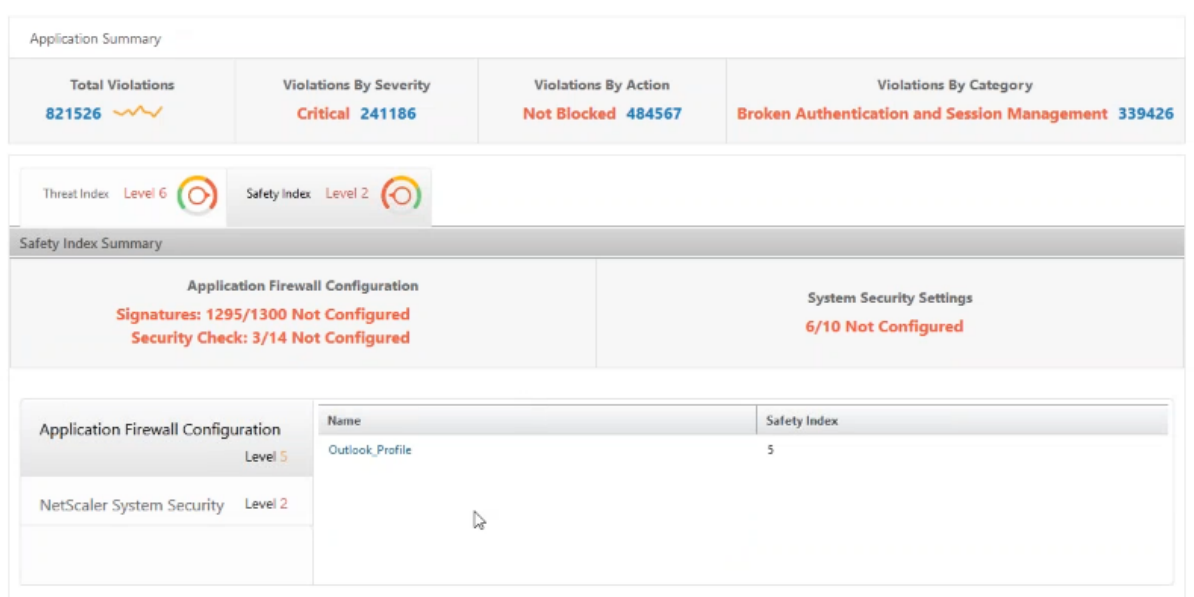 Application Summary
Total Violations
821526
Violations By Severity
Critical 241186
Violations By Action
Not Blocked 484567
Violations By Category
Broken Authentication and Session Management 339426
Threat Index Level 6
Safety Index Level 2
Safety Index Summary
Application Firewall Configuration
Signatures: 1295/1300 Not Configured
Security Check: 3/14 Not Configured
System Security Settings
6/10 Not Configured
Application Firewall Configuration
Level 5
NetScaler System Security Level 2
Name Safety Index
Outlook_Profile 5